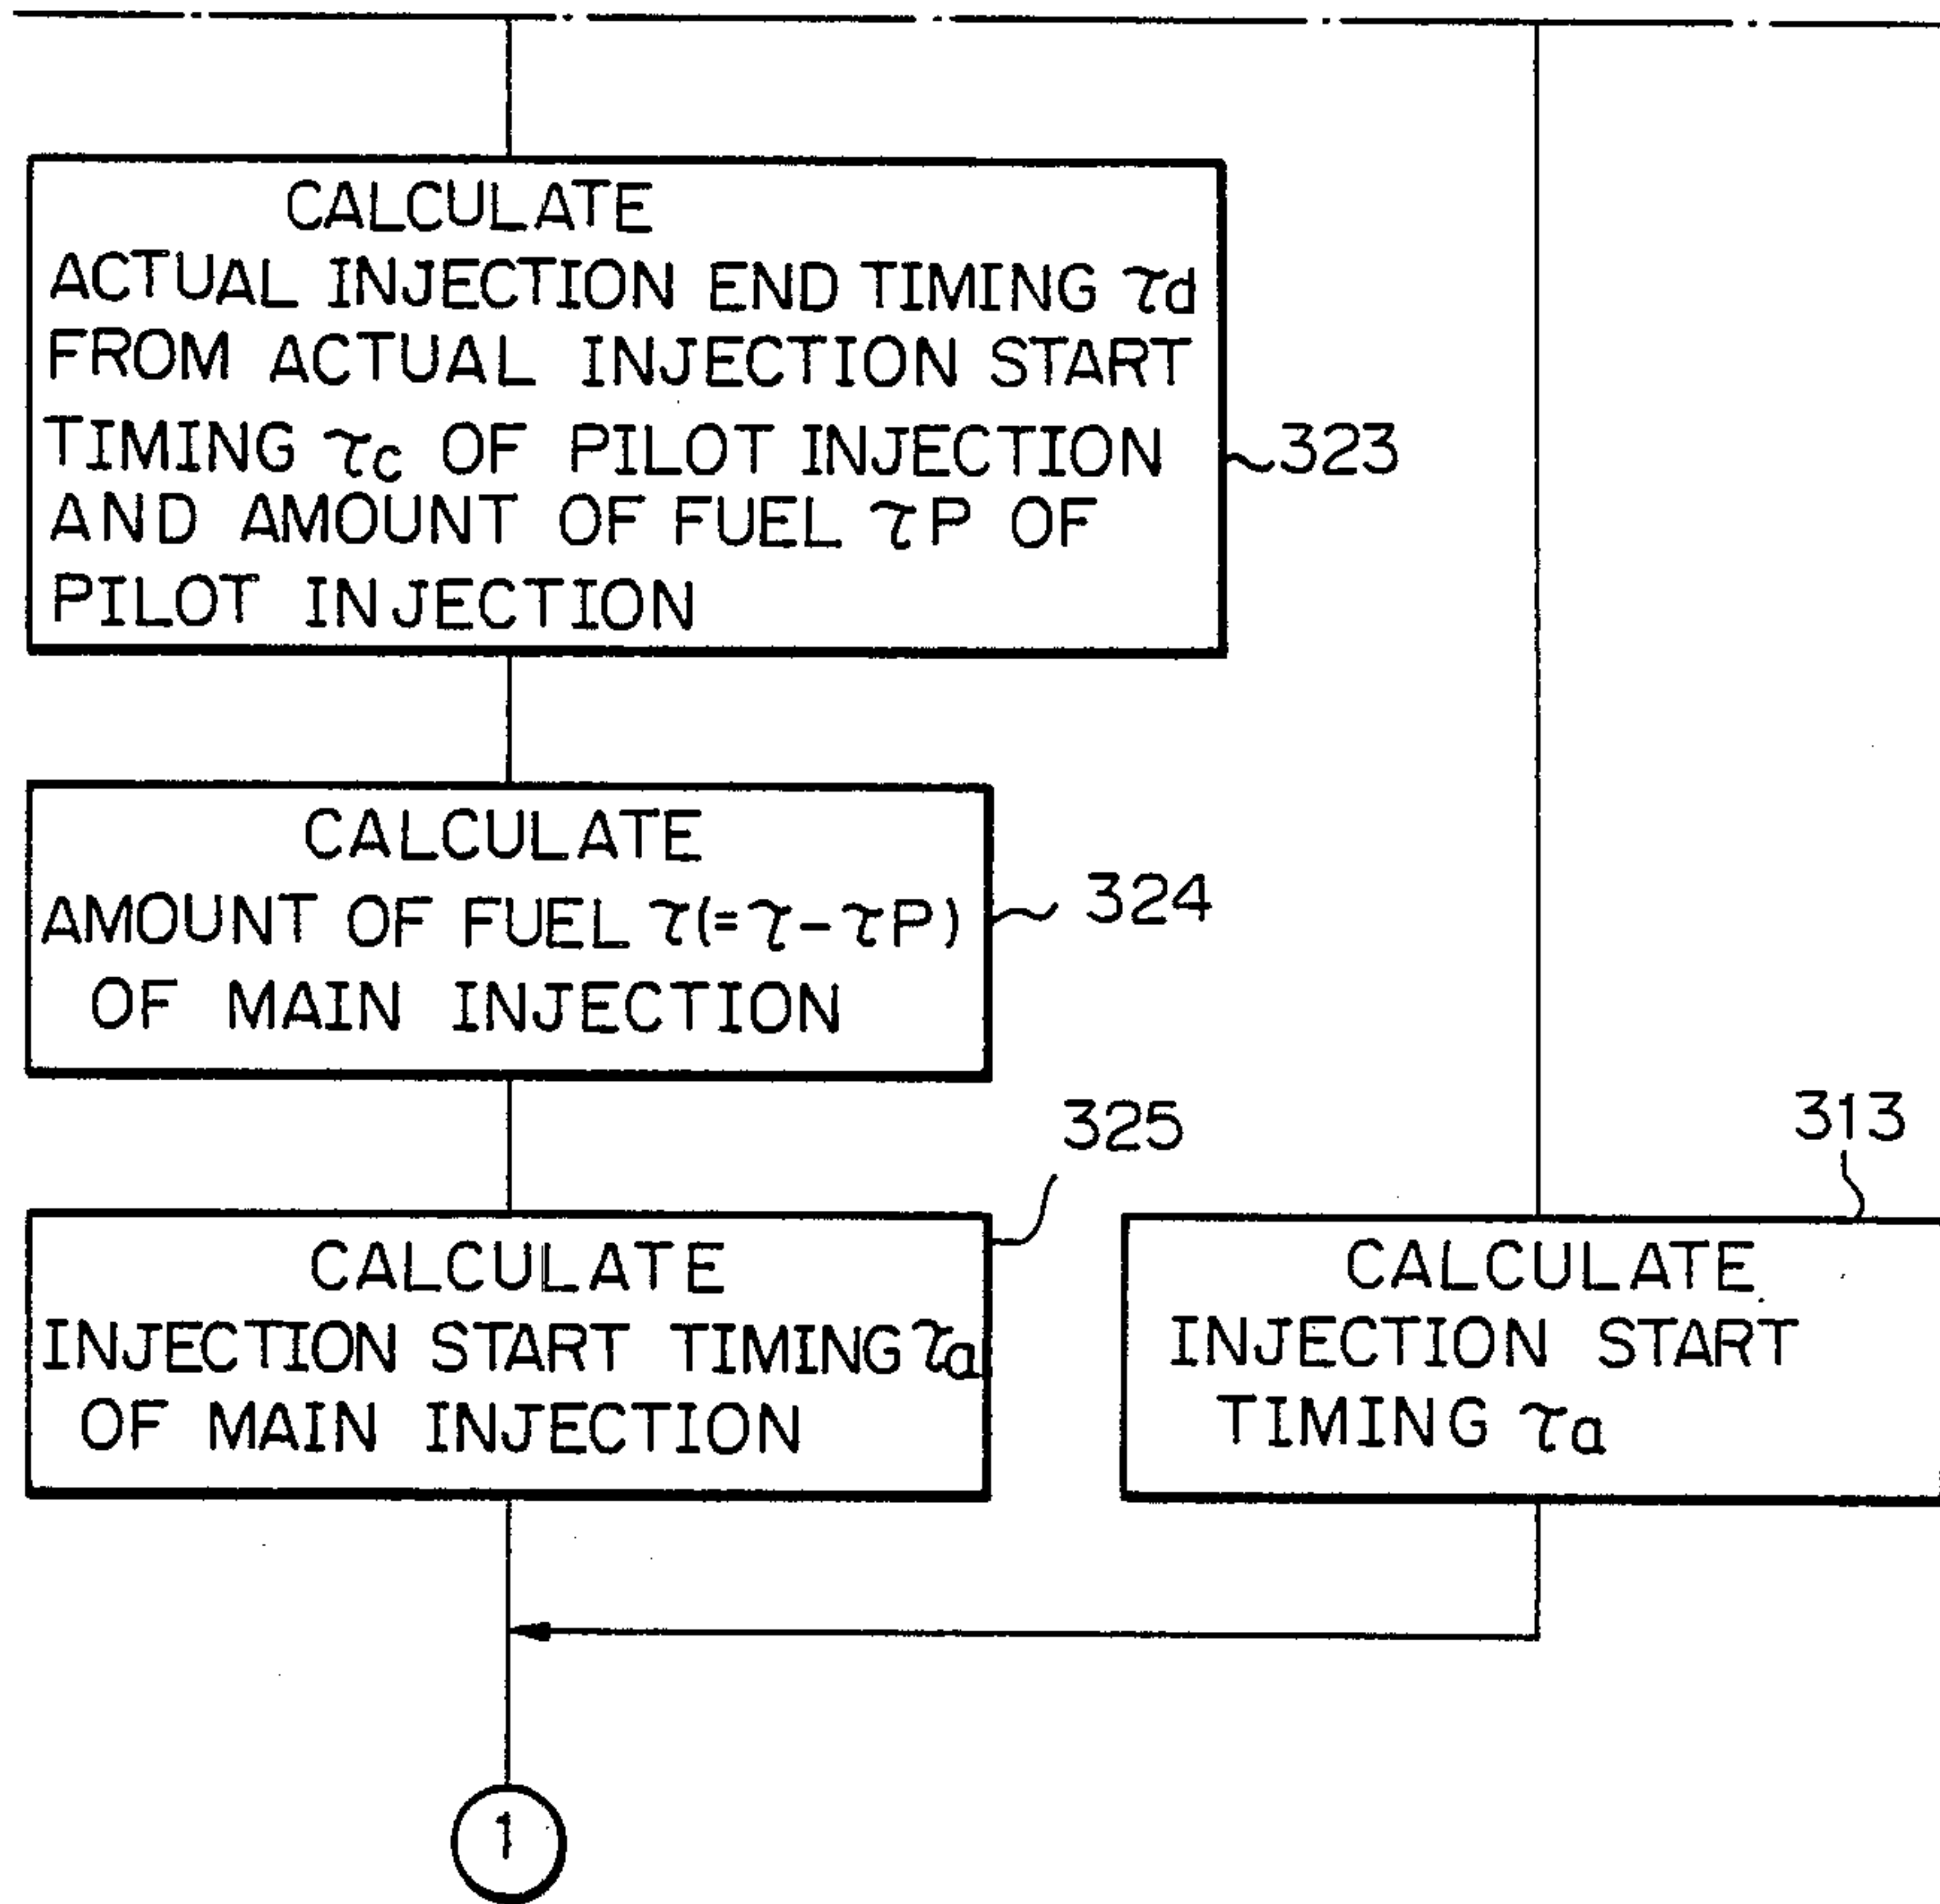 CALCULATE
ACTUAL INJECTION END TIMING τd
FROM ACTUAL INJECTION START
TIMING τc OF PILOT INJECTION
AND AMOUNT OF FUEL τP OF
PILOT INJECTION
323
CALCULATE
AMOUNT OF FUEL τ(=τ-τP)
OF MAIN INJECTION
324
325
CALCULATE
INJECTION START TIMING τa
OF MAIN INJECTION
313
CALCULATE
INJECTION START
TIMING τa
1